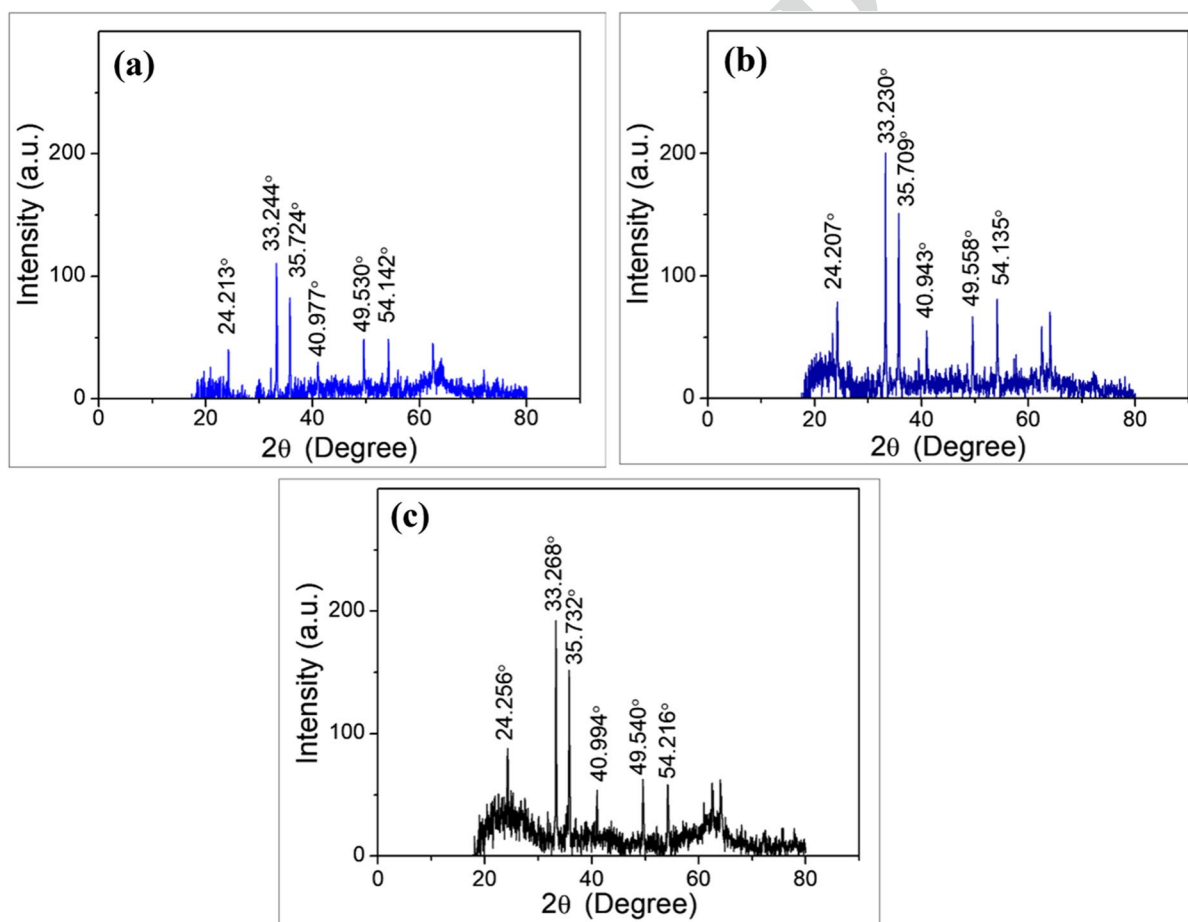 (a)
Intensity (a.u.)
200
100
0
24.213°
33.244°
35.724°
40.977°
49.530°
54.142°
0 20 40 60 80
2θ (Degree)
(b)
Intensity (a.u.)
200
100
0
24.207°
33.230°
35.709°
40.943°
49.558°
54.135°
0 20 40 60 80
2θ (Degree)
(c)
Intensity (a.u.)
200
100
0
24.256°
33.268°
35.732°
40.994°
49.540°
54.216°
0 20 40 60 80
2θ (Degree)